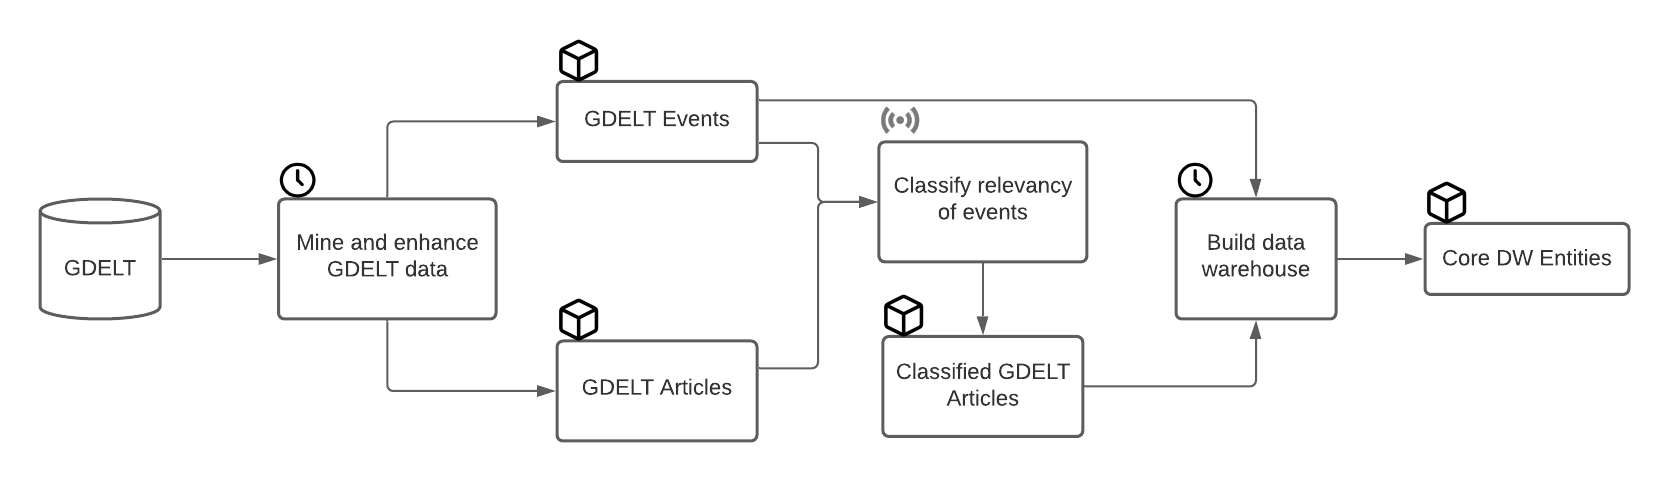 GDELT
Mine and enhance
GDELT data
GDELT Events
GDELT Articles
Classify relevancy
of events
Classified GDELT
Articles
Build data
warehouse
Core DW Entities